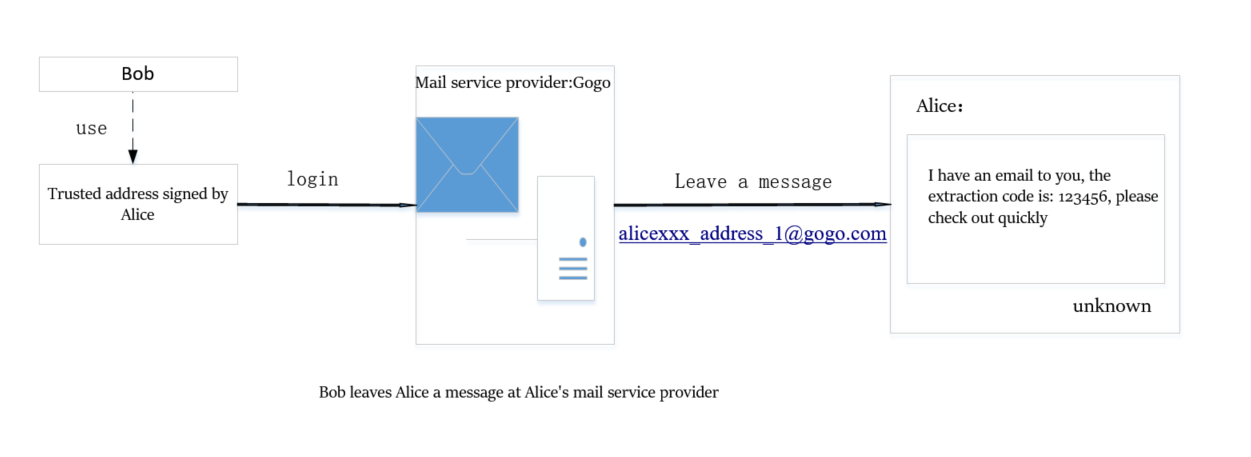 Bob
use
Trusted address signed by
Alice
login
Mail service provider:Gogo
Leave a message
alicexxx_address_1@gogo.com
Alice:
I have an email to you, the
extraction code is: 123456, please
check out quickly
unknown
Bob leaves Alice a message at Alice's mail service provider